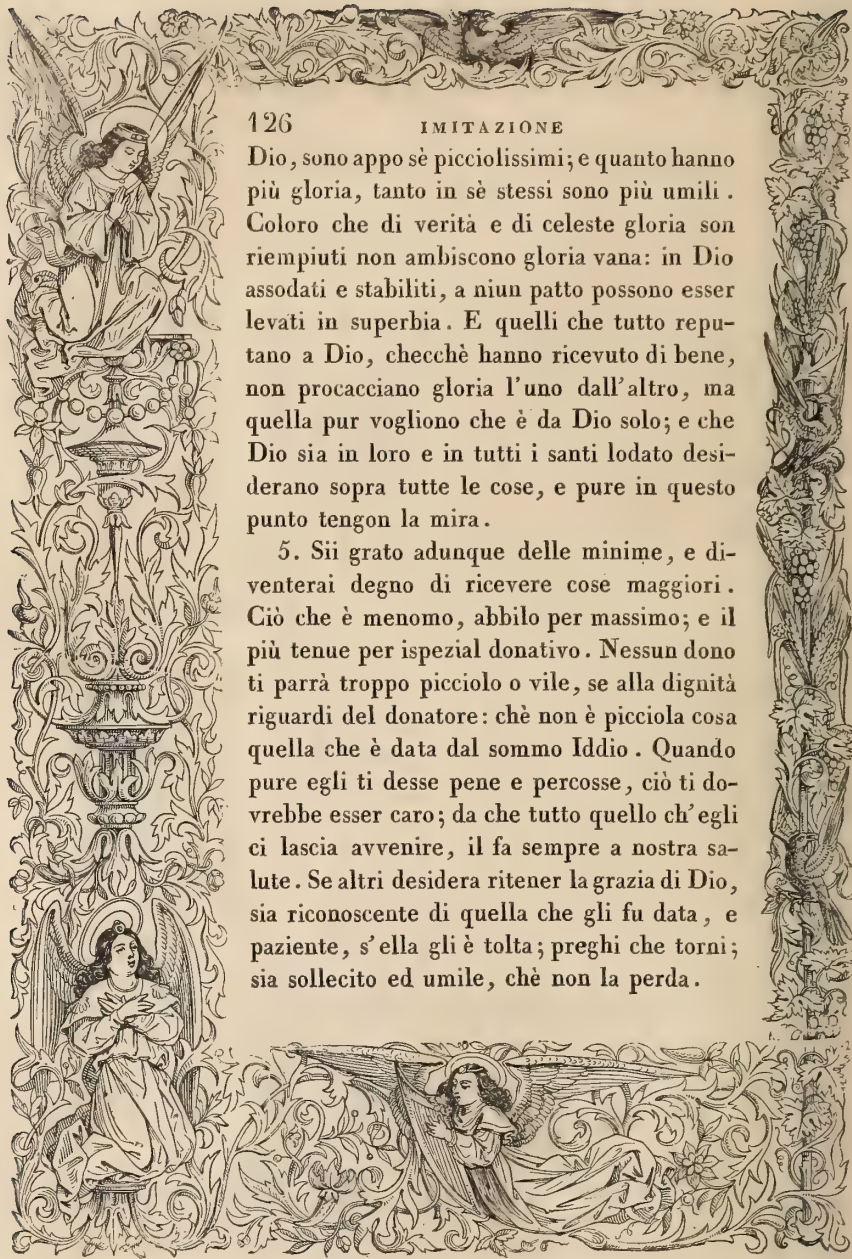 126 IMITAZIONE
Dio, sono appo sè picciolissimi; e quanto hanno
più gloria, tanto in sè stessi sono più umili.
Coloro che di verità e di celeste gloria son
riempiuti non ambiscono gloria vana: in Dio
assodati e stabiliti, a niun patto possono esser
levati in superbia. E quelli che tutto repu-
tano a Dio, checchè hanno ricevuto di bene,
non procacciano gloria l'uno dall'altro, ma
quella pur vogliono che è da Dio solo; e che
Dio sia in loro e in tutti i santi lodato desi-
derano sopra tutte le cose, e pure in questo
punto tengon la mira.
5. Sii grato adunque delle minime, e di-
venterai degno di ricevere cose maggiori.
Ciò che è menomo, abbilo per massimo; e il
più tenue per ispezial donativo. Nessun dono
ti parrà troppo picciolo o vile, se alla dignità
riguardi del donatore: chè non è picciola cosa
quella che è data dal sommo Iddio. Quando
pure egli ti desse pene e percosse, ciò ti do-
vrebbe esser caro; da che tutto quello ch'egli
ci lascia avvenire, il fa sempre a nostra sa-
lute. Se altri desidera ritener la grazia di Dio,
sia riconoscente di quella che gli fu data, e
paziente, s'ella gli è tolta; preghi che torni;
sia sollecito ed umile, chè non la perda.